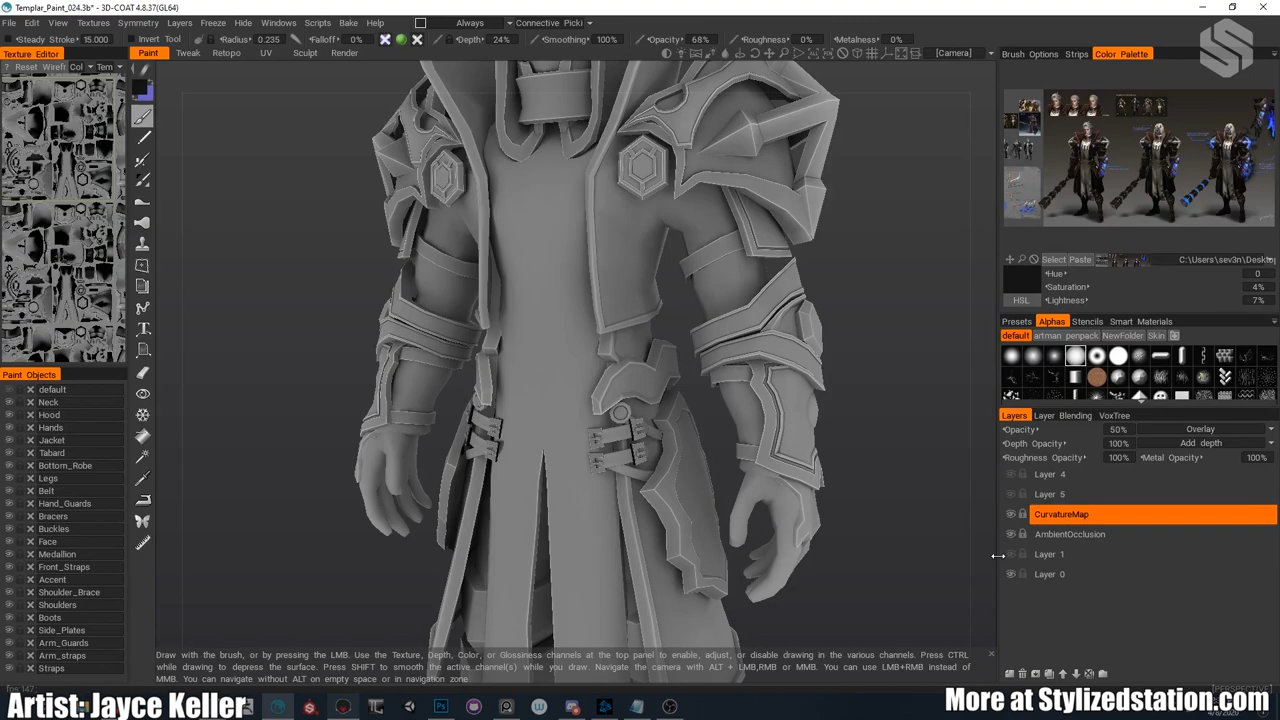 Templar_Paint_024.3b* - 3D-COAT 4.8.37(GL64)
File Edit View Textures Symmetry Layers Freeze Hide Windows Scripts Bake Help Always Connective Picki
Steady Stroke 15.000 Invert Tool Radius 0.235 Falloff 0% Depth 24% Smoothing 100% Opacity 68% Roughness 0% Metalness 0%
Texture Editor Paint Tweak Retopo UV Sculpt Render [Camera] Brush Options Strips Color Palette
? Reset Wirefr Col Tem
Select Paste C:\Users\sev3n\Deskto
Hue 0
Saturation 4%
HSL Lightness 7%
Presets Alphas Stencils Smart Materials
default artman penpack NewFolder Skin
Paint Objects
default
Neck
Hood
Hands
Jacket
Tabard
Bottom_Robe
Legs
Belt
Hand_Guards
Bracers
Buckles
Face
Medallion
Front_Straps
Accent
Shoulder_Brace
Shoulders
Boots
Side_Plates
Arm_Guards
Arm_straps
Straps
Layers Layer Blending VoxTree
Opacity 50% Overlay
Depth Opacity 100% Add depth
Roughness Opacity 100% Metal Opacity 100%
Layer 4
Layer 5
CurvatureMap
AmbientOcclusion
Layer 1
Layer 0
Draw with the brush, or by pressing the LMB. Use the Texture, Depth, Color, or Glossiness channels at the top panel to enable, adjust, or disable drawing in the various channels. Press CTRL
while drawing to depress the surface. Press SHIFT to smooth the active channel(s) while you draw. Navigate the camera with ALT + LMB,RMB or MMB. You can use LMB+RMB instead of
MMB. You can navigate without ALT on empty space or in navigation zone
fps 147
[PERSPECTIVE]
Artist: Jayce Keller
More at Stylizedstation.com